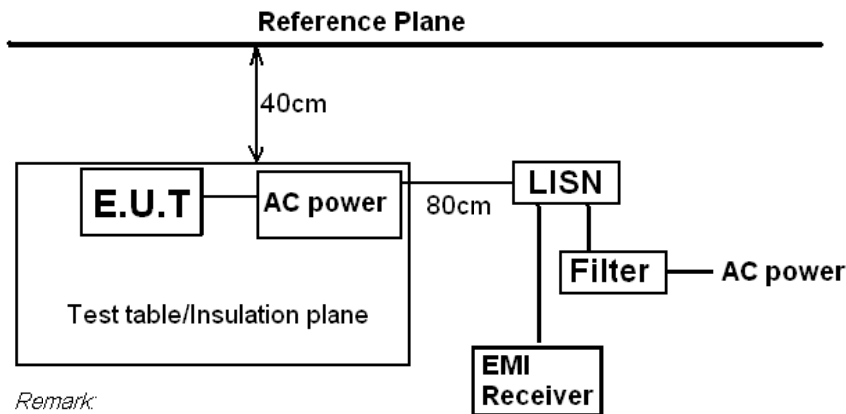 Reference Plane
40cm
E.U.T
AC power
80cm
LISN
Filter
AC power
Test table/Insulation plane
EMI
Receiver
Remark: